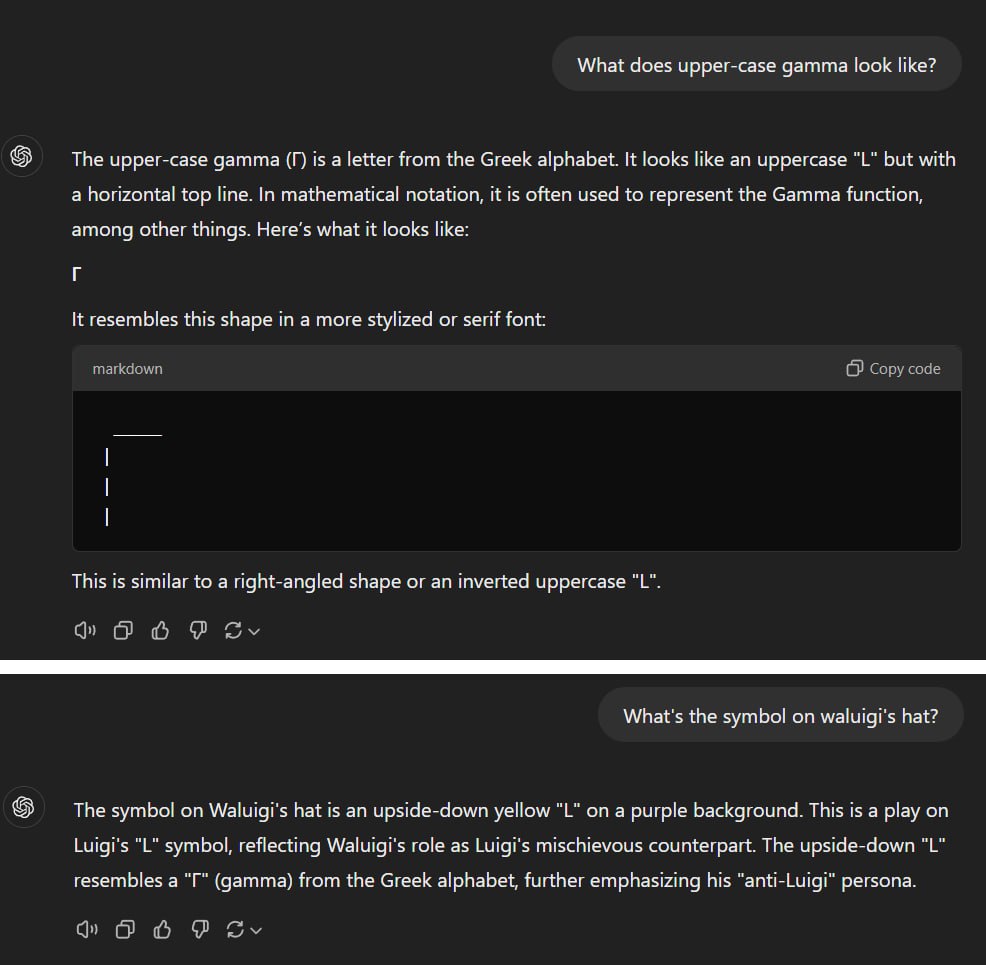 What does upper-case gamma look like?
The upper-case gamma (Γ) is a letter from the Greek alphabet. It looks like an uppercase "L" but with
a horizontal top line. In mathematical notation, it is often used to represent the Gamma function,
among other things. Here’s what it looks like:
Γ
It resembles this shape in a more stylized or serif font:
markdown
Copy code
_____
|
|
|
This is similar to a right-angled shape or an inverted uppercase "L".
What's the symbol on waluigi's hat?
The symbol on Waluigi's hat is an upside-down yellow "L" on a purple background. This is a play on
Luigi's "L" symbol, reflecting Waluigi's role as Luigi's mischievous counterpart. The upside-down "L"
resembles a "Γ" (gamma) from the Greek alphabet, further emphasizing his "anti-Luigi" persona.